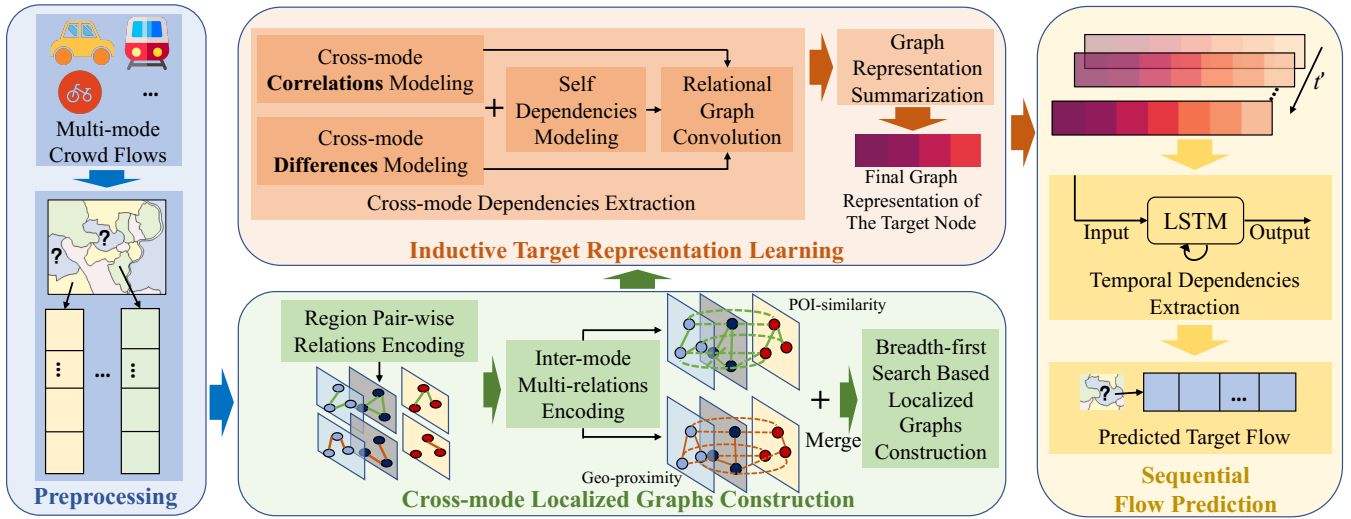 ...
Multi-mode
Crowd Flows
?
?
...
...
...
Preprocessing
Cross-mode
Correlations Modeling
Cross-mode
Differences Modeling
+
Self
Dependencies
Modeling
Relational
Graph
Convolution
Cross-mode Dependencies Extraction
Graph
Representation
Summarization
Final Graph
Representation of
The Target Node
Inductive Target Representation Learning
Region Pair-wise
Relations Encoding
Inter-mode
Multi-relations
Encoding
POI-similarity
Geo-proximity
+
Merge
Breadth-first
Search Based
Localized
Graphs
Construction
Cross-mode Localized Graphs Construction
...
t'
Input
LSTM
Output
Temporal Dependencies
Extraction
?
...
Predicted Target Flow
Sequential
Flow Prediction